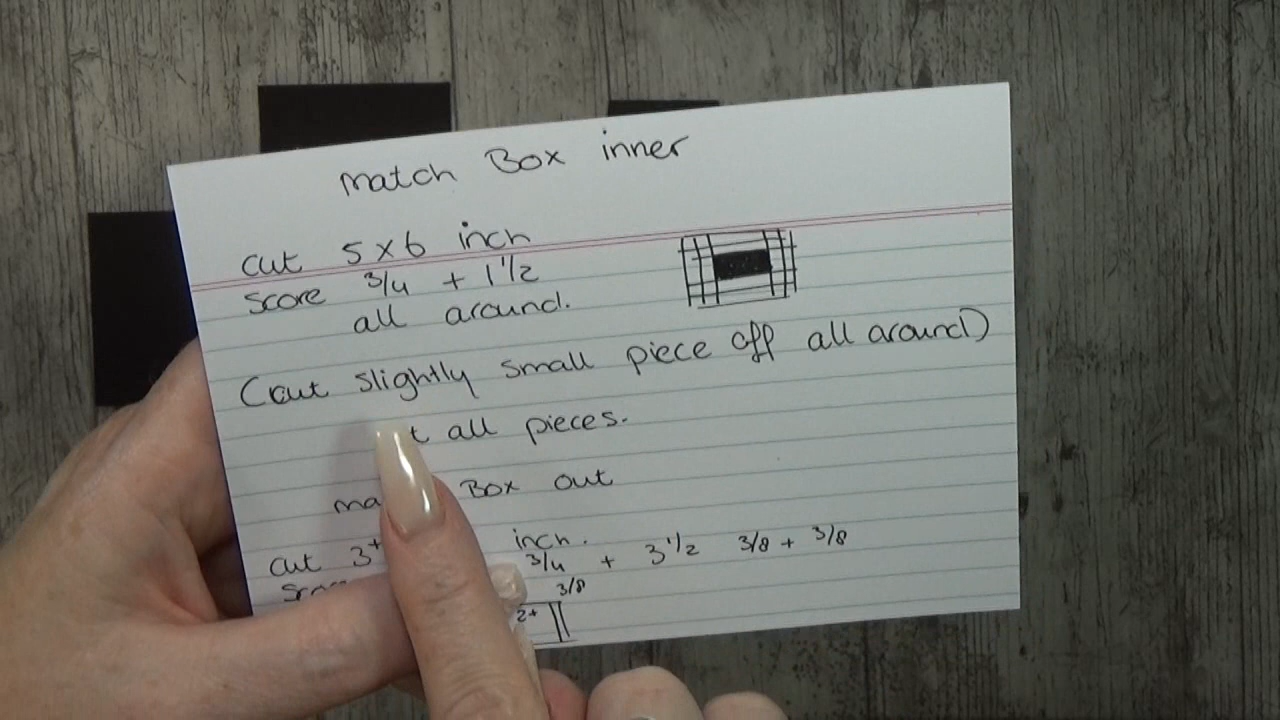 Match Box inner
Cut 5 x 6 inch
Score 3/4 + 1 1/2
all around.
(cut slightly small piece off all around)
all pieces.
Box out
Cut 3+ inch.
3/4 + 3 1/2 3/8 + 3/8
3/8
2+